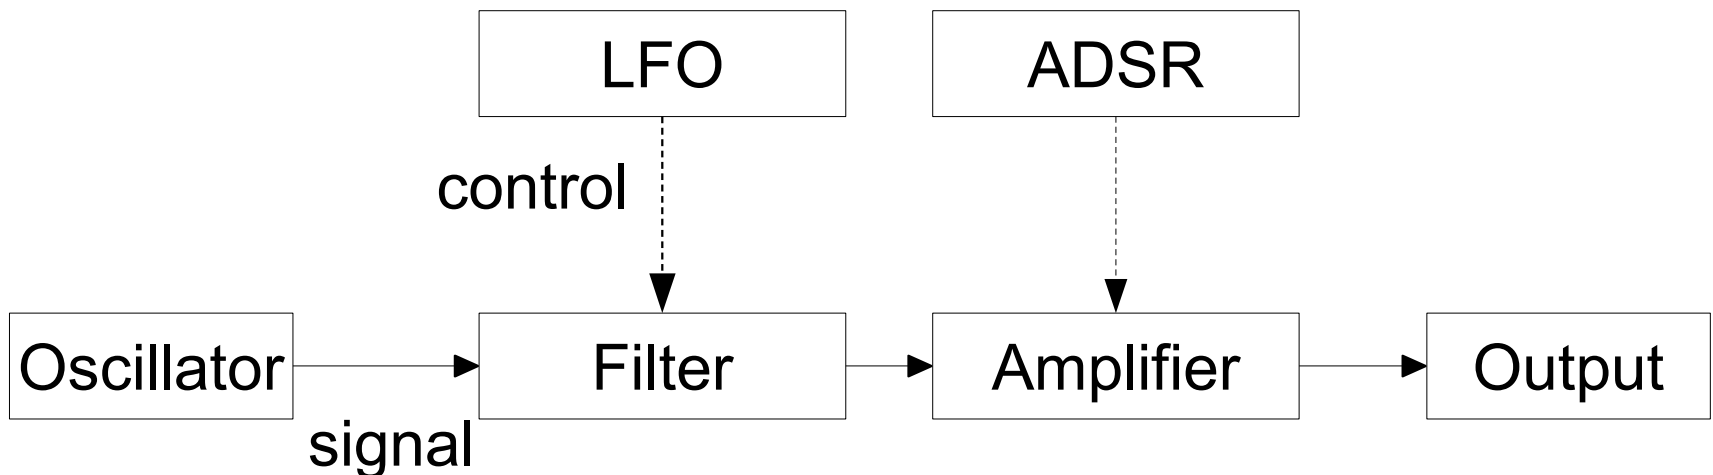 LFO
ADSR
control
Oscillator
Filter
Amplifier
Output
signal